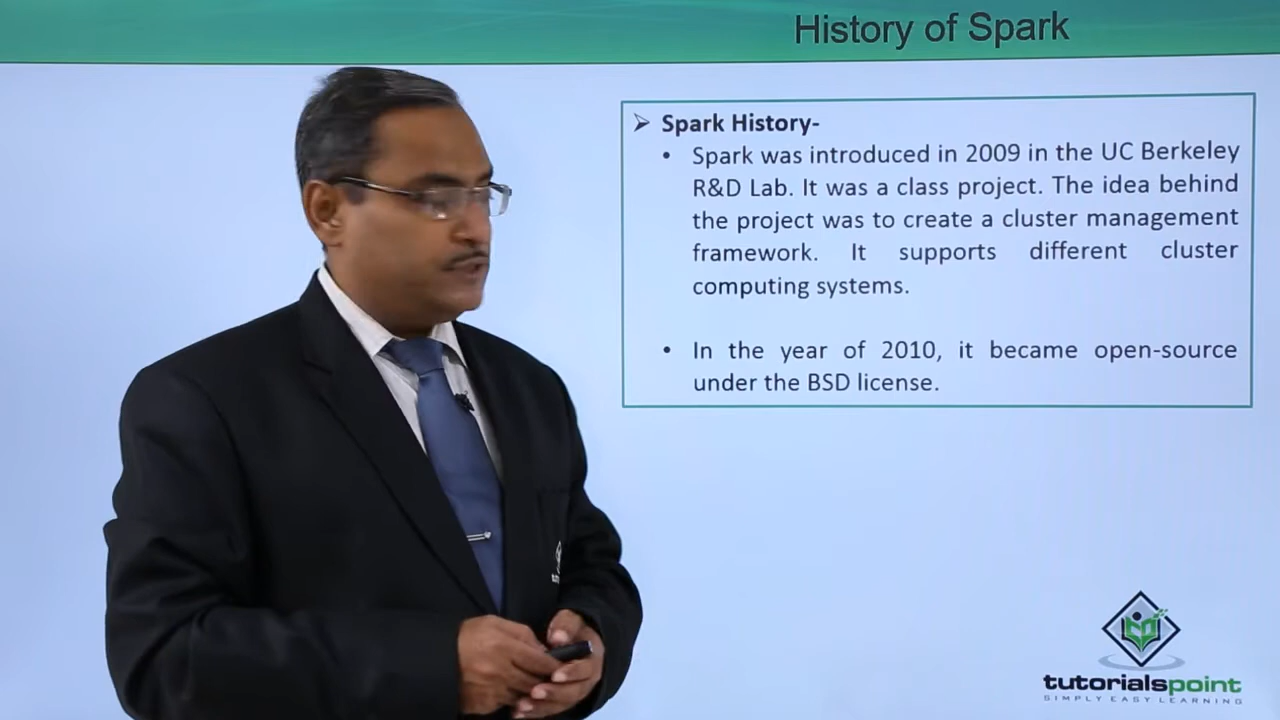 History of Spark
Spark History-
Spark was introduced in 2009 in the UC Berkeley
R&D Lab. It was a class project. The idea behind
the project was to create a cluster management
framework. It supports different cluster
computing systems.
In the year of 2010, it became open-source
under the BSD license.
tutorialspoint
SIMPLY EASY LEARNING